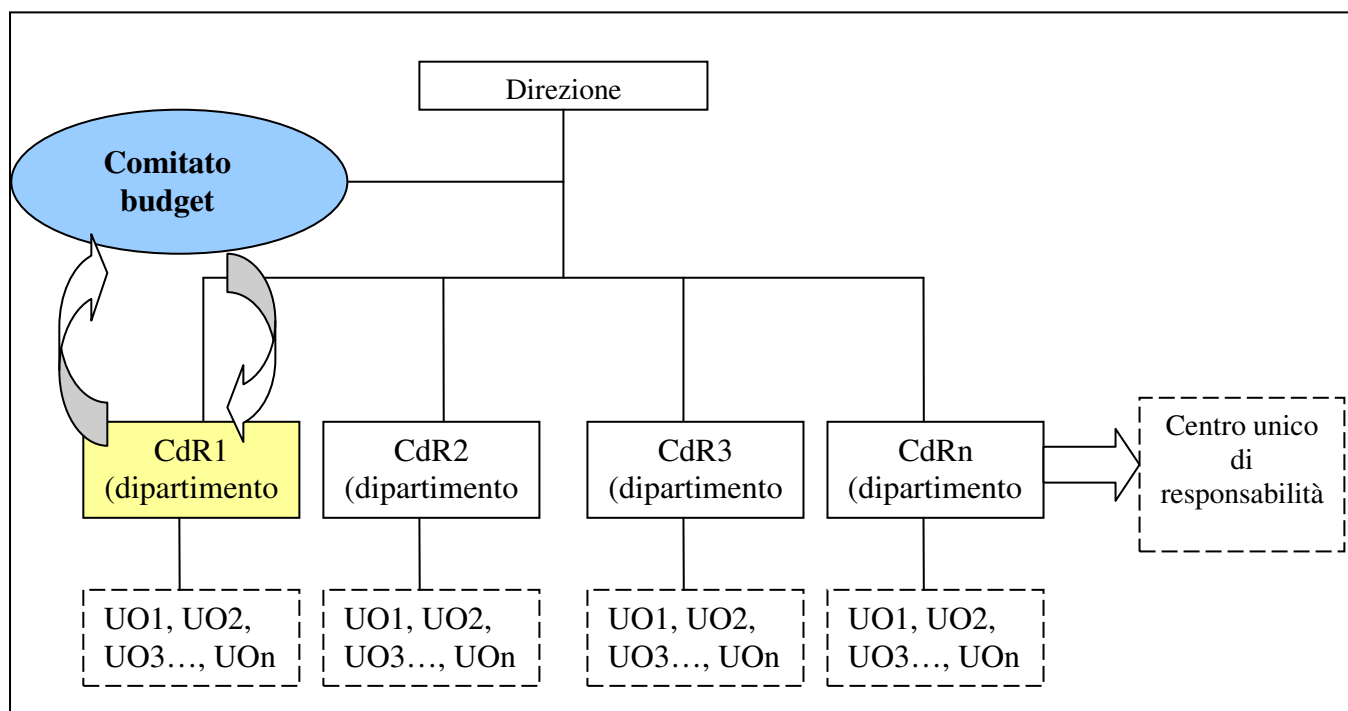 Direzione
Comitato
budget
CdR1
(dipartimento
CdR2
(dipartimento
CdR3
(dipartimento
CdRn
(dipartimento
Centro unico
di
responsabilità
UO1, UO2,
UO3…, UOn
UO1, UO2,
UO3…, UOn
UO1, UO2,
UO3…, UOn
UO1, UO2,
UO3…, UOn